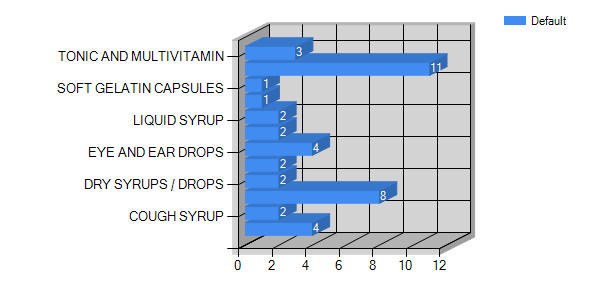 Default
TONIC AND MULTIVITAMIN
3
11
SOFT GELATIN CAPSULES
1
1
LIQUID SYRUP
2
2
EYE AND EAR DROPS
4
2
DRY SYRUPS / DROPS
2
8
COUGH SYRUP
2
4
0 2 4 6 8 10 12